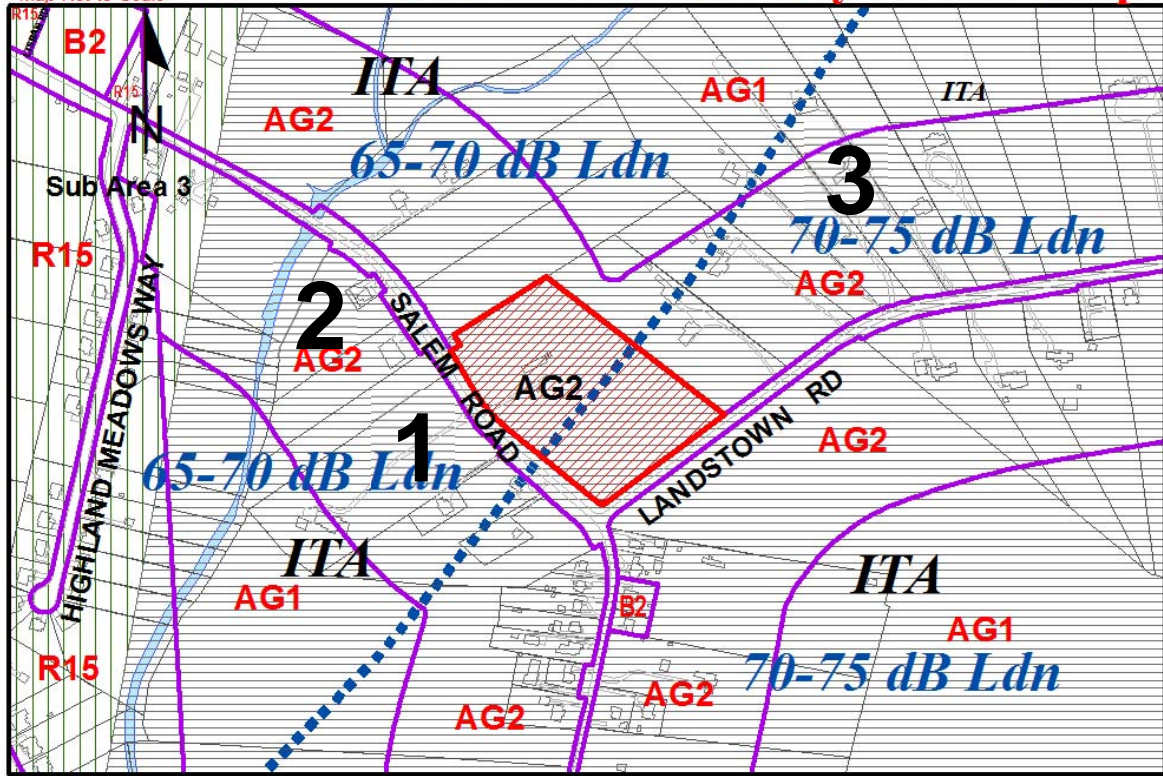 R15
B2
R15
N
Sub Area 3
R15
HIGHLAND MEADOWS WAY
R15
ITA
AG2
65-70 dB Ldn
AG1
ITA
3
70-75 dB Ldn
AG2
2
AG2
SALEM ROAD
AG2
1
65-70 dB Ldn
LANDSTOWN RD
AG2
ITA
AG1
ITA
AG1
B2
70-75 dB Ldn
AG2
AG2